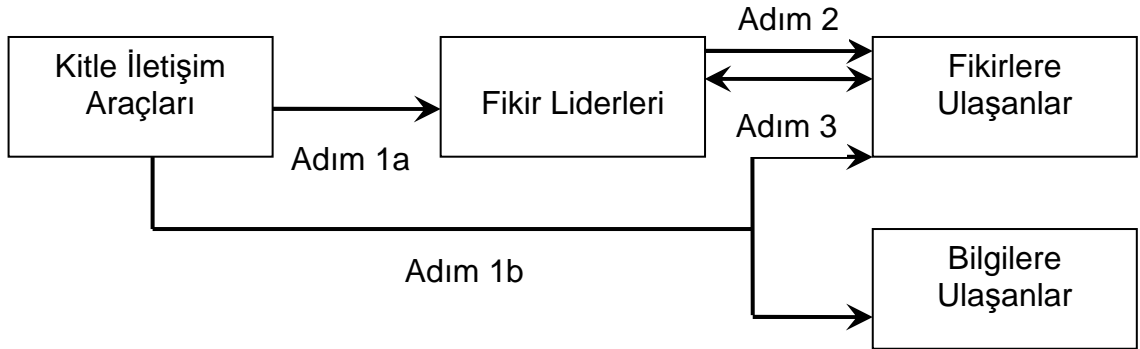 Kitle İletişim
Araçları
Adım 1a
Fikir Liderleri
Adım 2
Adım 3
Fikirlere
Ulaşanlar
Adım 1b
Bilgilere
Ulaşanlar